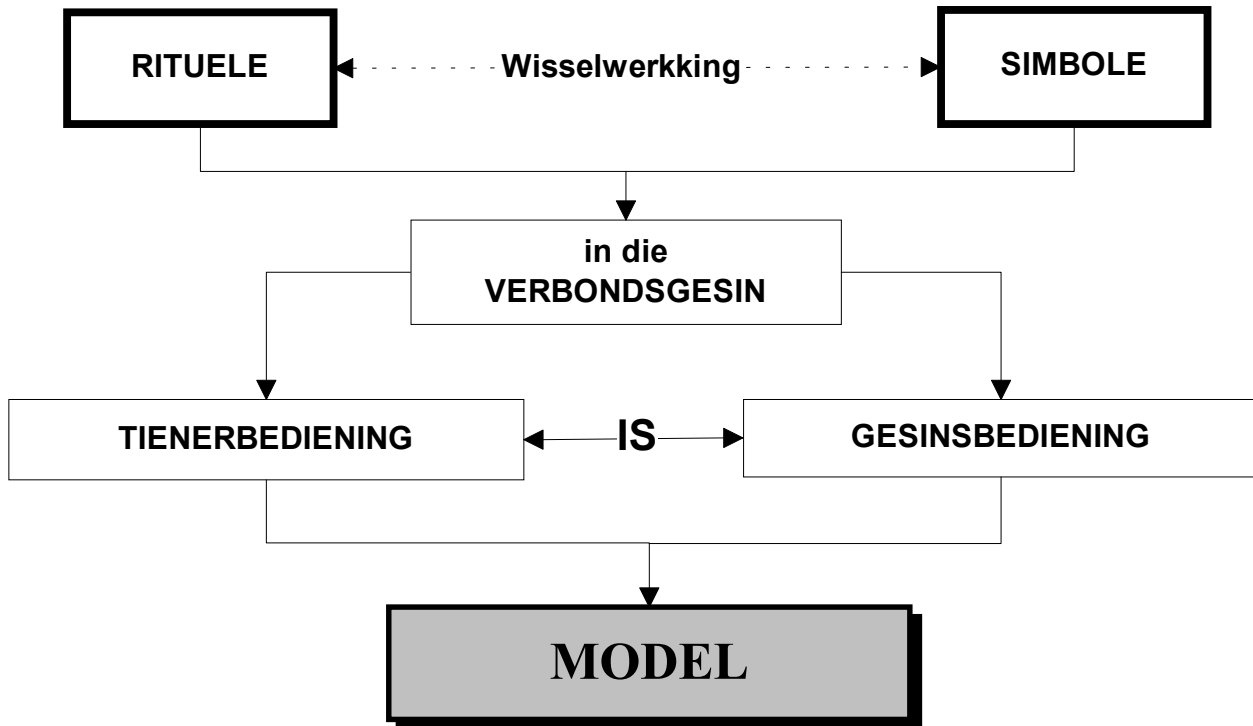 RITUELE
Wisselwerkking
SIMBOLE
in die
VERBONDSGESIN
TIENERBEDIENING
IS
GESINSBEDIENING
MODEL